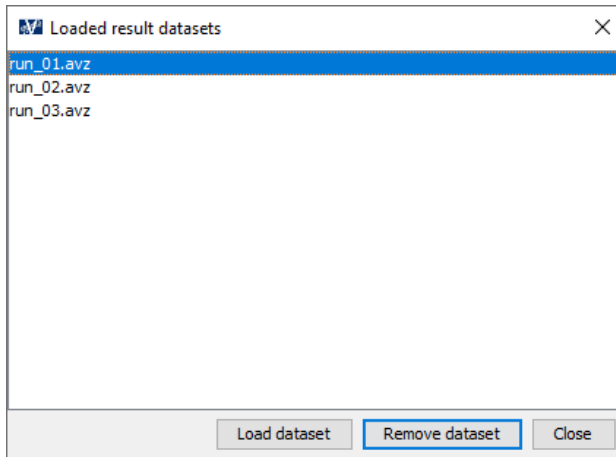 Loaded result datasets
run_01.avz
run_02.avz
run_03.avz
Load dataset Remove dataset Close